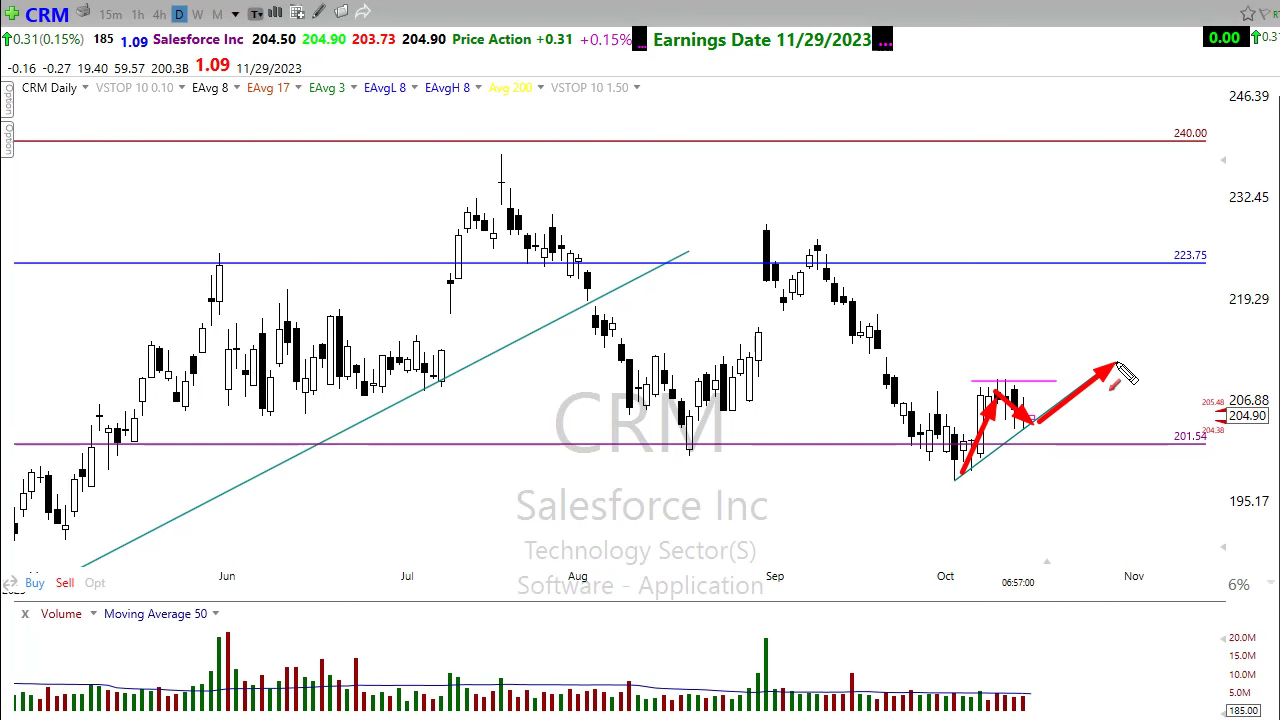 CRM 15m 1h 4h D W M T
0.31(0.15%) 185 1.09 Salesforce Inc 204.50 204.90 203.73 204.90 Price Action +0.31 +0.15% ... Earnings Date 11/29/2023 ... 0.00
-0.16 -0.27 19.40 59.57 200.3B 1.09 11/29/2023
Option CRM Daily VSTOP 10 0.10 EAvg 8 EAvg 17 EAvg 3 EAvgL 8 EAvgH 8 Avg 200 VSTOP 10 1.50
Option
246.39
240.00
232.45
223.75
219.29
206.88
205.48
204.90
204.38
201.54
195.17
CRM
Salesforce Inc
Technology Sector(S)
Software - Application
Jun Jul Aug Sep Oct Nov
Buy Sell Opt 06:57:00 6%
X Volume Moving Average 50
20.0M
15.0M
10.0M
5.0M
185.00